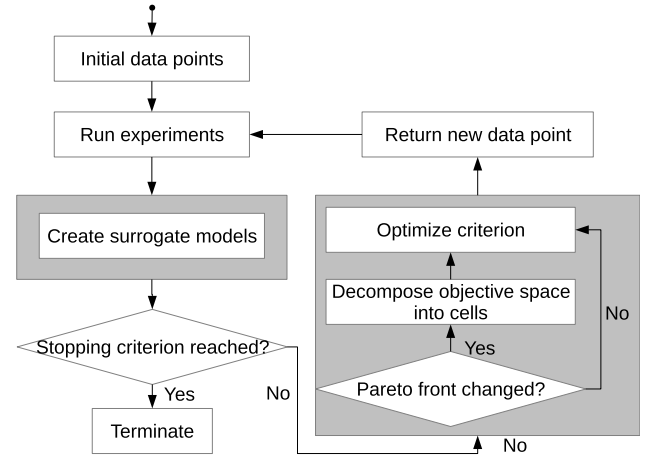 Initial data points
Run experiments
Return new data point
Create surrogate models
Optimize criterion
Decompose objective space
into cells
No
Stopping criterion reached?
Yes
Pareto front changed?
Yes
No
Terminate
No